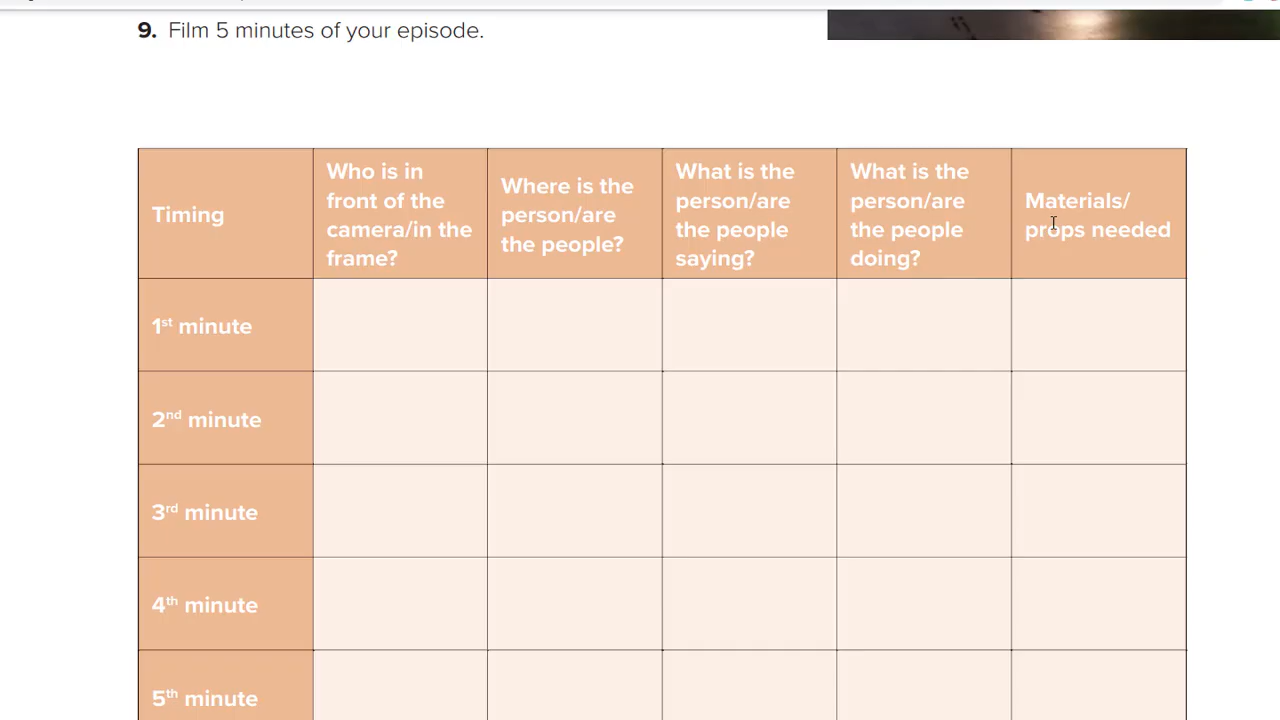 9. Film 5 minutes of your episode.
Timing
Who is in
front of the
camera/in the
frame?
Where is the
person/are
the people?
What is the
person/are
the people
saying?
What is the
person/are
the people
doing?
Materials/
props needed
1st minute
2nd minute
3rd minute
4th minute
5th minute